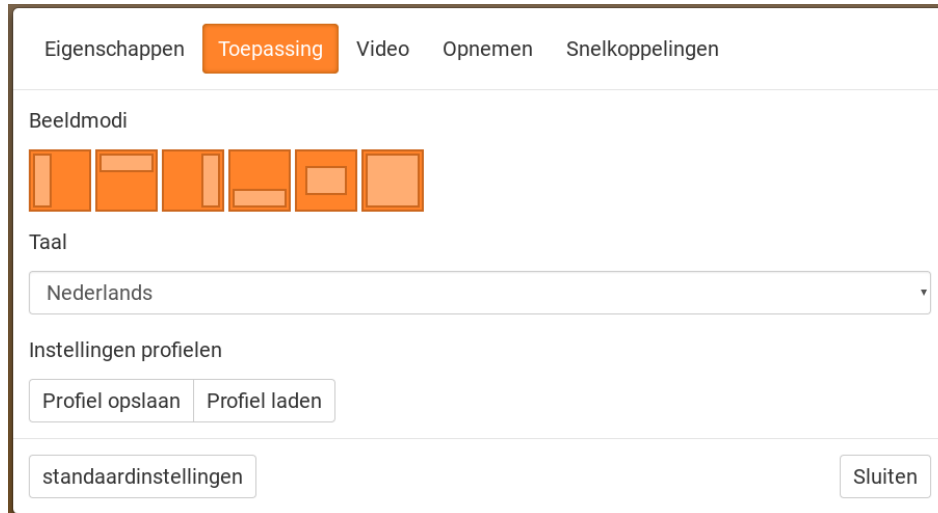 Eigenschappen Toepassing Video Opnemen Snelkoppelingen
Beeldmodi
Taal
Nederlands
Instellingen profielen
Profiel opslaan Profiel laden
standaardinstellingen Sluiten